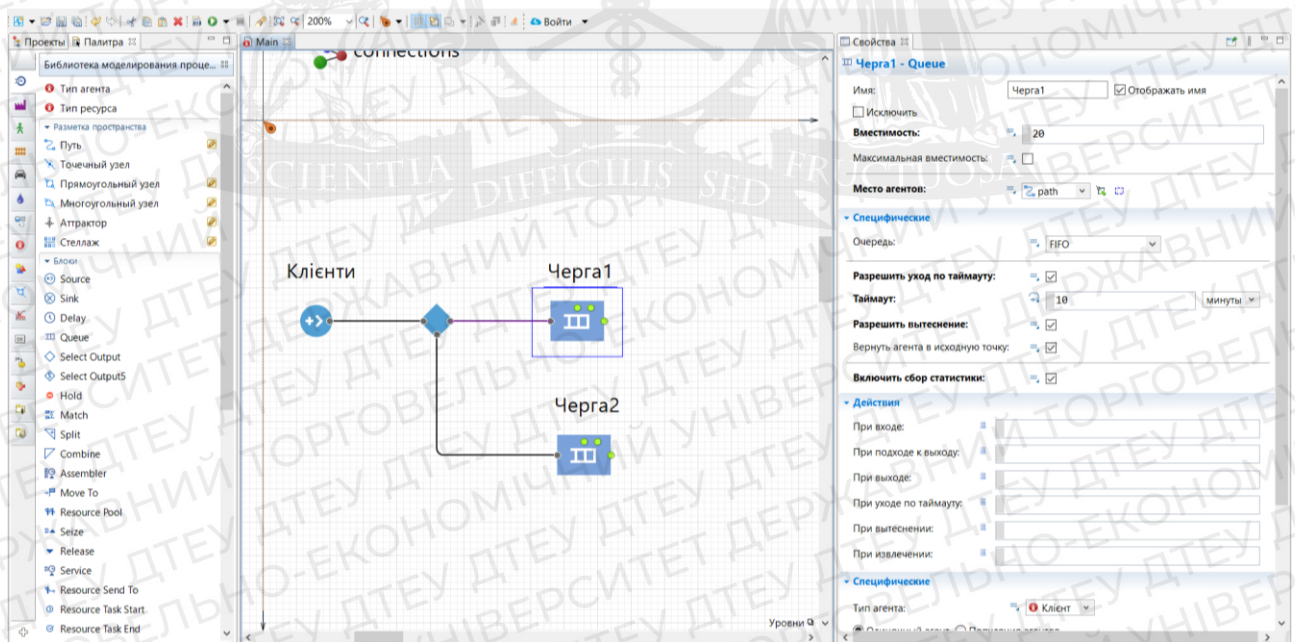 200%
Войти
Проекты
Палитра
Библиотека моделирования проце...
Тип агента
Тип ресурса
Разметка пространства
Путь
Точечный узел
Прямоугольный узел
Многоугольный узел
Аттрактор
Стеллаж
Блоки
Source
Sink
Delay
Queue
Select Output
Select Output5
Hold
Match
Split
Combine
Assembler
Move To
Resource Pool
Seize
Release
Service
Resource Send To
Resource Task Start
Resource Task End
Main
connections
Клієнти
Черга1
Черга2
Уровни
Свойства
Черга1 - Queue
Имя: Черга1 Отображать имя
Исключить
Вместимость: 20
Максимальная вместимость:
Место агентов: path
Специфические
Очередь: FIFO
Разрешить уход по таймауту:
Таймаут: 10 минуты
Разрешить вытеснение:
Вернуть агента в исходную точку:
Включить сбор статистики:
Действия
При входе:
При подходе к выходу:
При выходе:
При уходе по таймауту:
При вытеснении:
При извлечении:
Специфические
Тип агента: Клієнт